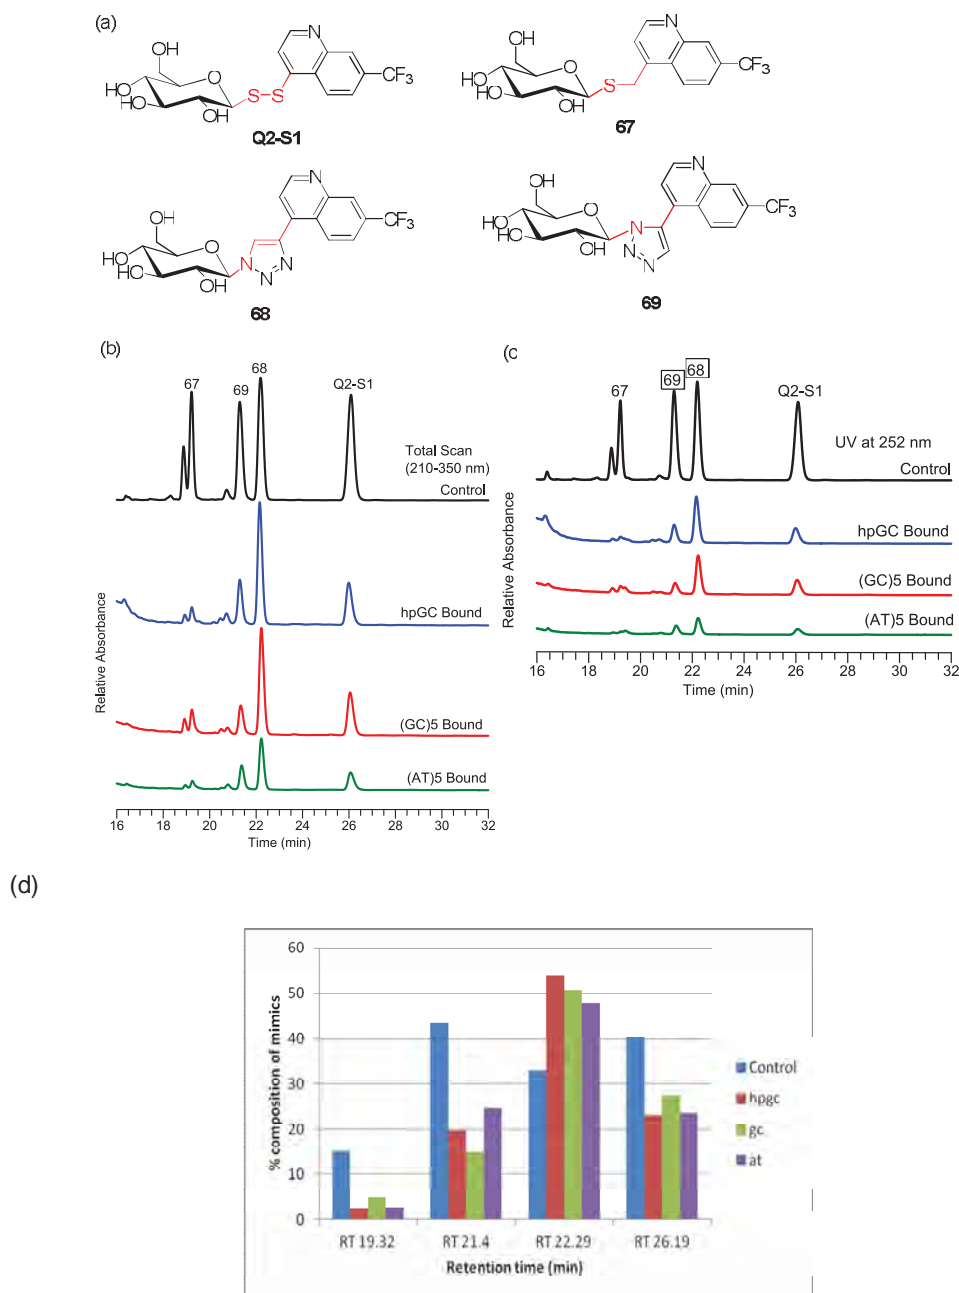 (a)
OH
HO
HO
OH
O
S-S
N
CF3
Q2-S1
OH
OH
HO
OH
O
S
N
CF3
67
OH
HO
HO
OH
O
N
N
N
N
CF3
68
OH
HO
HO
OH
O
N
N
N
N
CF3
69
(b)
67
69
68
Q2-S1
Total Scan
(210-350 nm)
Control
hpGC Bound
(GC)5 Bound
(AT)5 Bound
Relative Absorbance
16 18 20 22 24 26 28 30 32
Time (min)
(c
67
69
68
Q2-S1
UV at 252 nm
Control
hpGC Bound
(GC)5 Bound
(AT)5 Bound
Relative Absorbance
16 18 20 22 24 26 28 30 32
Time (min)
(d)
60
50
40
30
20
10
0
% composition of mimics
RT 19.32 RT 21.4 RT 22.29 RT 26.19
Retention time (min)
Control
hpgc
gc
at